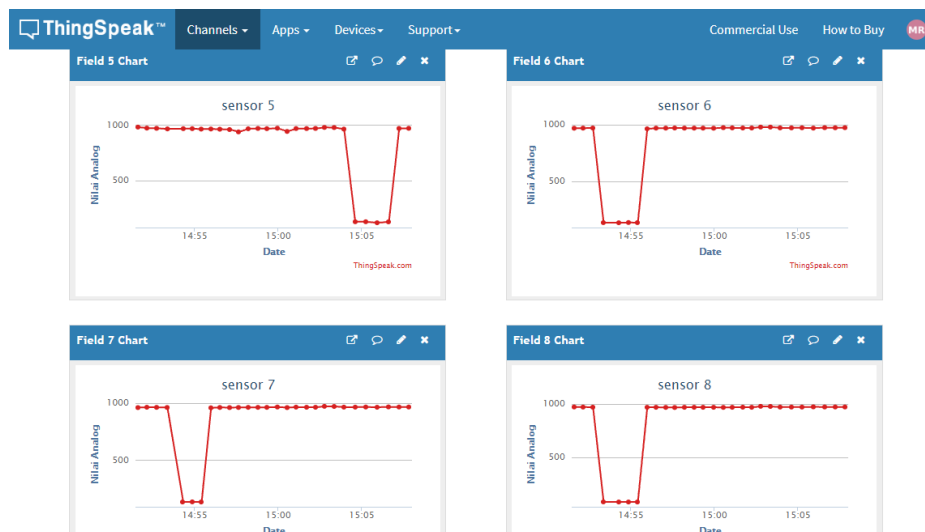 ThingSpeak™ Channels Apps Devices Support Commercial Use How to Buy MR
Field 5 Chart
sensor 5
1000
500
Nilai Analog
14:55 15:00 15:05
Date
ThingSpeak.com
Field 6 Chart
sensor 6
1000
500
Nilai Analog
14:55 15:00 15:05
Date
ThingSpeak.com
Field 7 Chart
sensor 7
1000
500
Nilai Analog
14:55 15:00 15:05
Date
Field 8 Chart
sensor 8
1000
500
Nilai Analog
14:55 15:00 15:05
Date